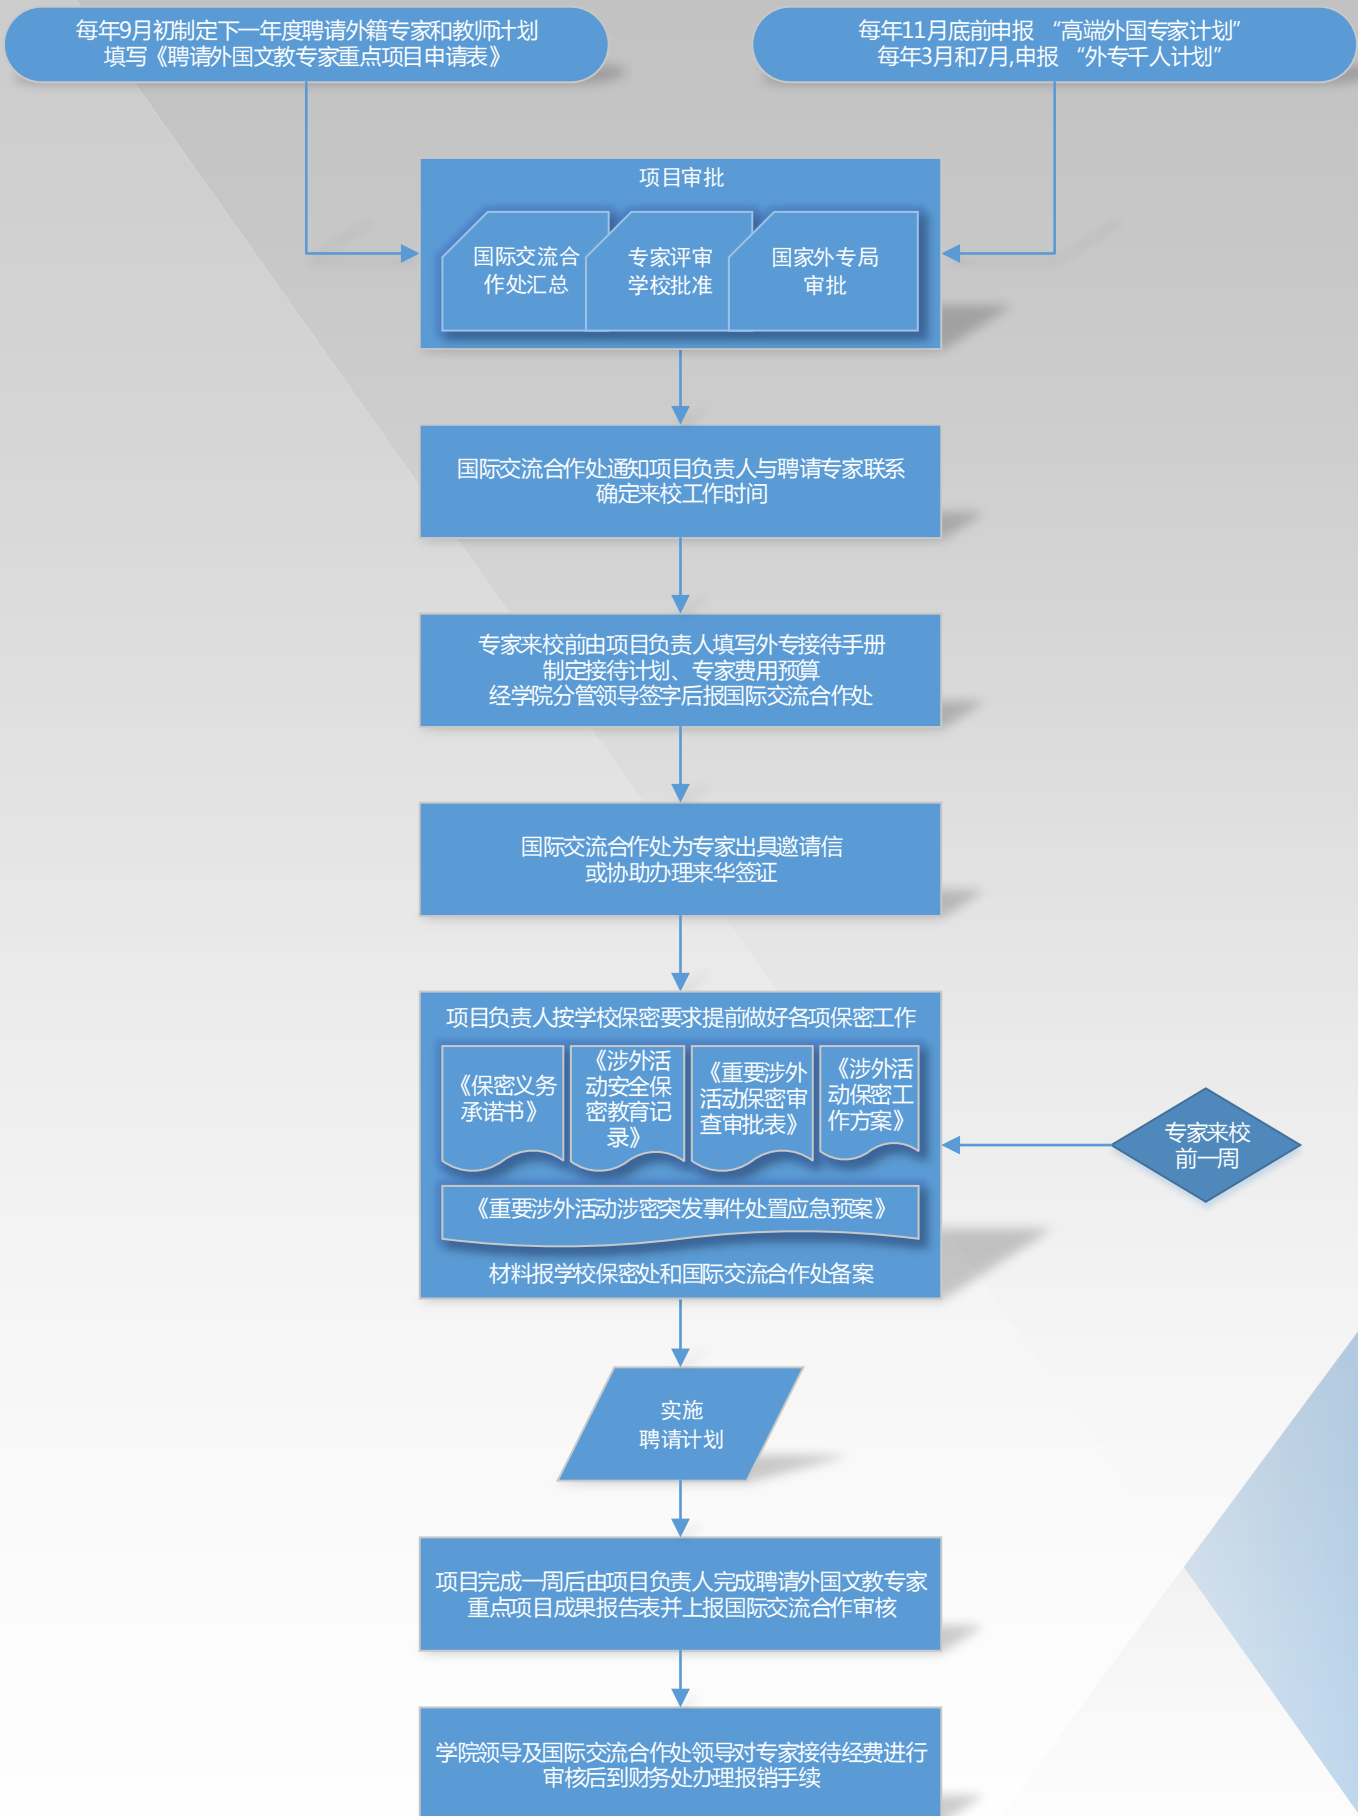 每年9月初制定下一年度聘请外籍专家和教师计划
填写《聘请外国文教专家重点项目申请表》
每年11月底前申报 “高端外国专家计划”
每年3月和7月,申报 “外专千人计划”
项目审批
国际交流合
作处汇总
专家评审
学校批准
国家外专局
审批
国际交流合作处通知项目负责人与聘请专家联系
确定来校工作时间
专家来校前由项目负责人填写外专接待手册
制定接待计划、专家费用预算
经学院分管领导签字后报国际交流合作处
国际交流合作处为专家出具邀请信
或协助办理来华签证
项目负责人按学校保密要求提前做好各项保密工作
《保密义务
承诺书》
《涉外活
动安全保
密教育记
录》
《重要涉外
活动保密审
查审批表》
《涉外活
动保密工
作方案》
专家来校
前一周
《重要涉外活动涉密突发事件处置应急预案》
材料报学校保密处和国际交流合作处备案
实施
聘请计划
项目完成一周后由项目负责人完成聘请外国文教专家
重点项目成果报告表并上报国际交流合作审核
学院领导及国际交流合作处领导对专家接待经费进行
审核后到财务处办理报销手续